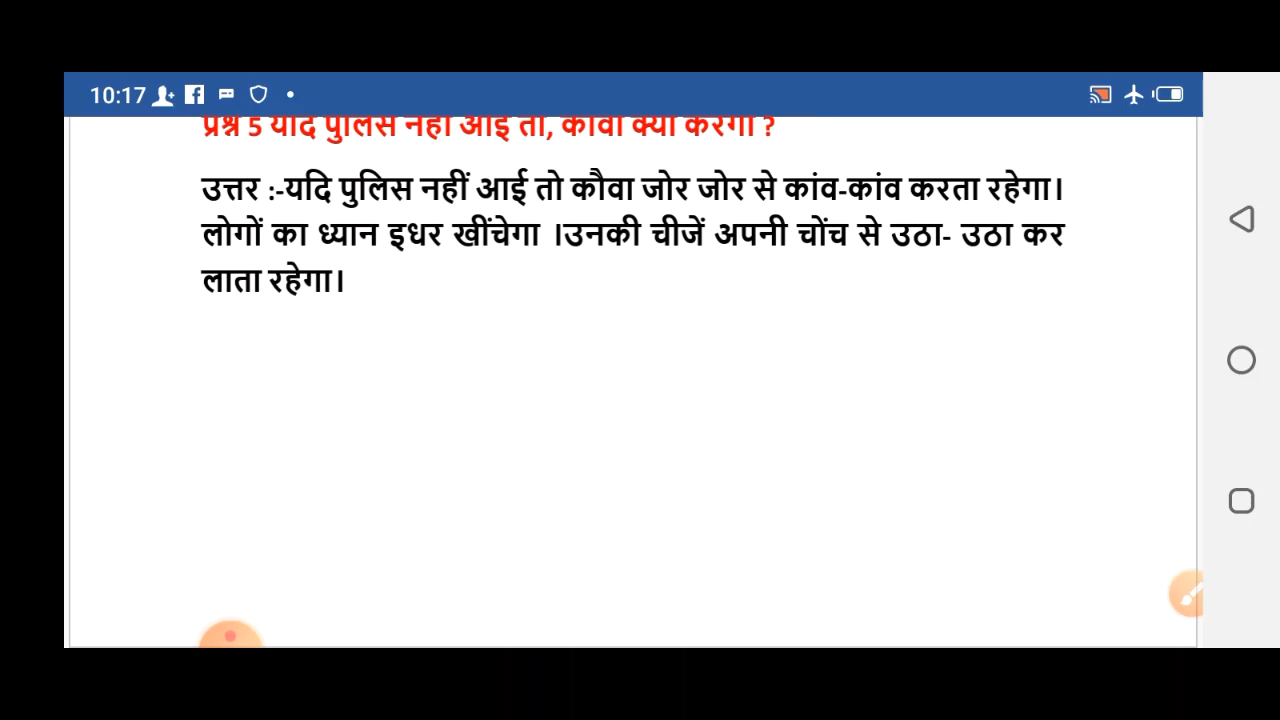 10:17
प्रश्न 5 यदि पुलिस नहीं आई तो, कौवा क्या करेगा ?
उत्तर :-यदि पुलिस नहीं आई तो कौवा जोर जोर से कांव-कांव करता रहेगा।
लोगों का ध्यान इधर खींचेगा ।उनकी चीजें अपनी चोंच से उठा- उठा कर
लाता रहेगा।